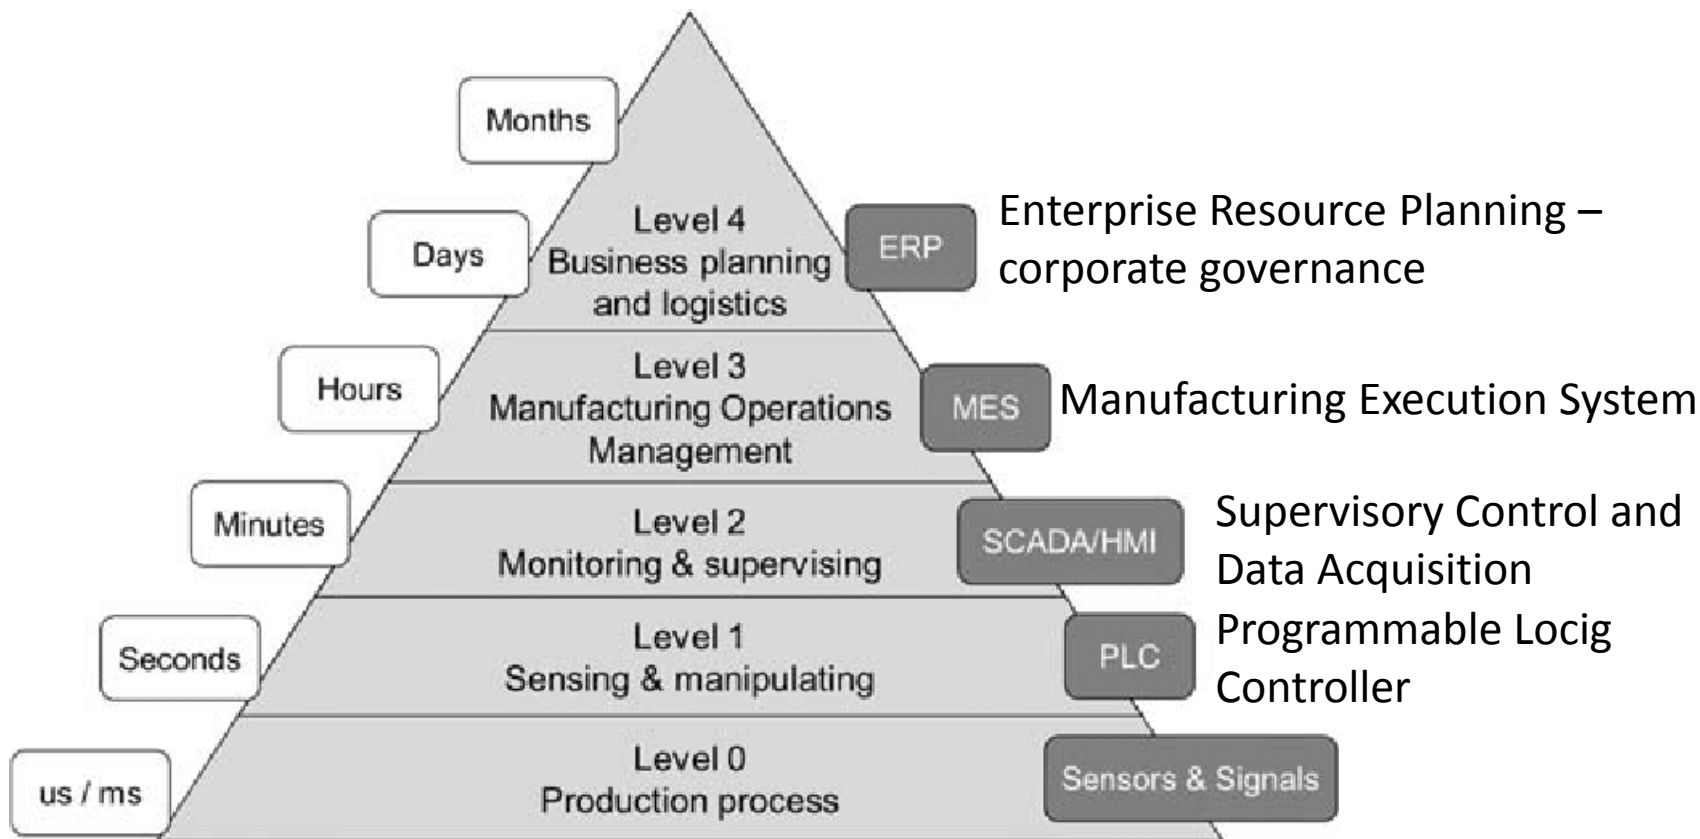 Months
Level 4
Business planning
and logistics
Days
ERP
Enterprise Resource Planning –
corporate governance
Level 3
Manufacturing Operations
Management
Hours
MES
Manufacturing Execution System
Level 2
Monitoring & supervising
Minutes
SCADA/HMI
Supervisory Control and
Data Acquisition
Level 1
Sensing & manipulating
Seconds
PLC
Programmable Locig
Controller
Level 0
Production process
us / ms
Sensors & Signals